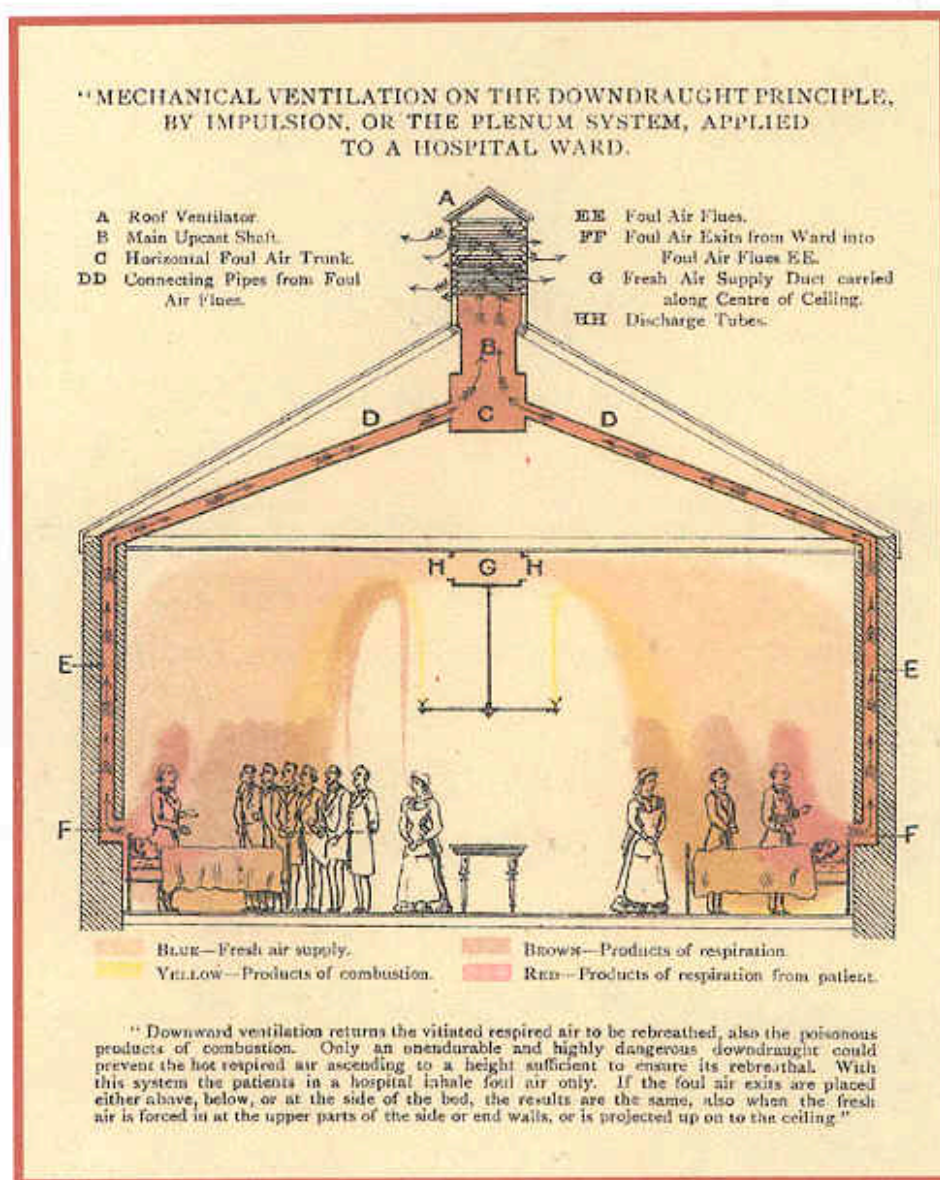 "MECHANICAL VENTILATION ON THE DOWNDRAUGHT PRINCIPLE,
BY IMPULSION, OR THE PLENUM SYSTEM, APPLIED
TO A HOSPITAL WARD.
A Roof Ventilator
B Main Upcast Shaft.
C Horizontal Foul Air Trunk.
DD Connecting Pipes from Foul
Air Flues.
EE Foul Air Flues.
FF Foul Air Exits from Ward into
Foul Air Flues EE.
G Fresh Air Supply Duct carried
along Centre of Ceiling.
HH Discharge Tubes.
A
B
D C D
H G H
E E
F F
BLUE—Fresh air supply.
YELLOW—Products of combustion.
BROWN—Products of respiration
RED—Products of respiration from patient.
" Downward ventilation returns the vitiated respired air to be rebreathed, also the poisonous
products of combustion. Only an unendurable and highly dangerous downdraught could
prevent the hot respired air ascending to a height sufficient to ensure its rebreathal. With
this system the patients in a hospital inhale foul air only. If the foul air exits are placed
either above, below, or at the side of the bed, the results are the same, also when the fresh
air is forced in at the upper parts of the side or end walls, or is projected up on to the ceiling."